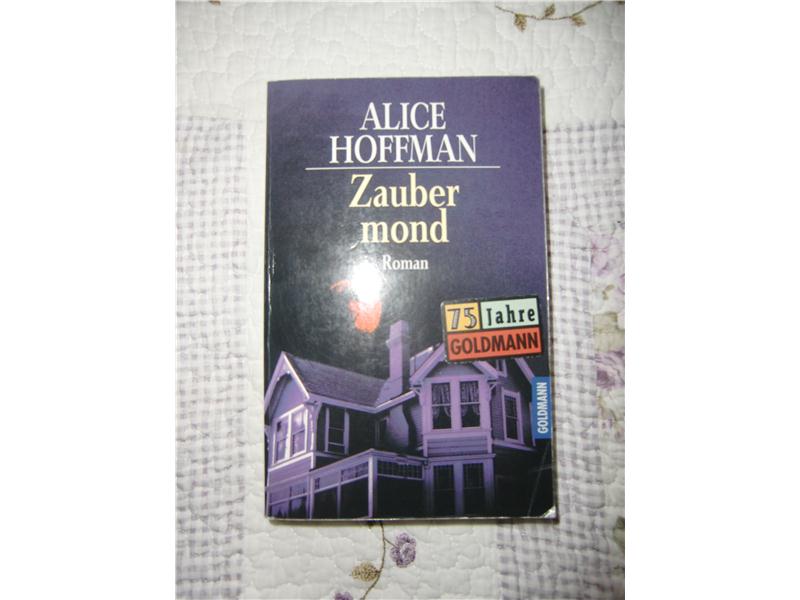 ALICE
HOFFMAN
Zauber
mond
Roman
75 Jahre
GOLDMANN
GOLDMANN